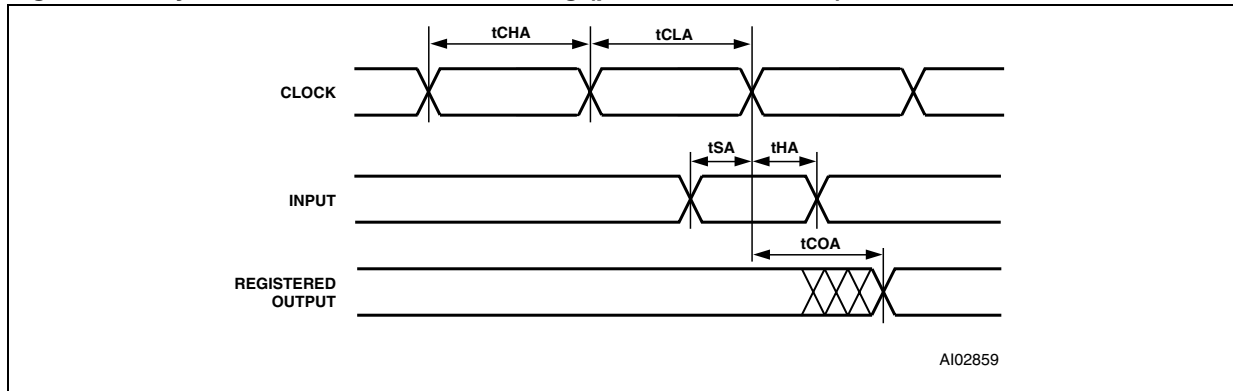 tCHA tCLA
CLOCK
tSA tHA
INPUT
tCOA
REGISTERED
OUTPUT
AI02859